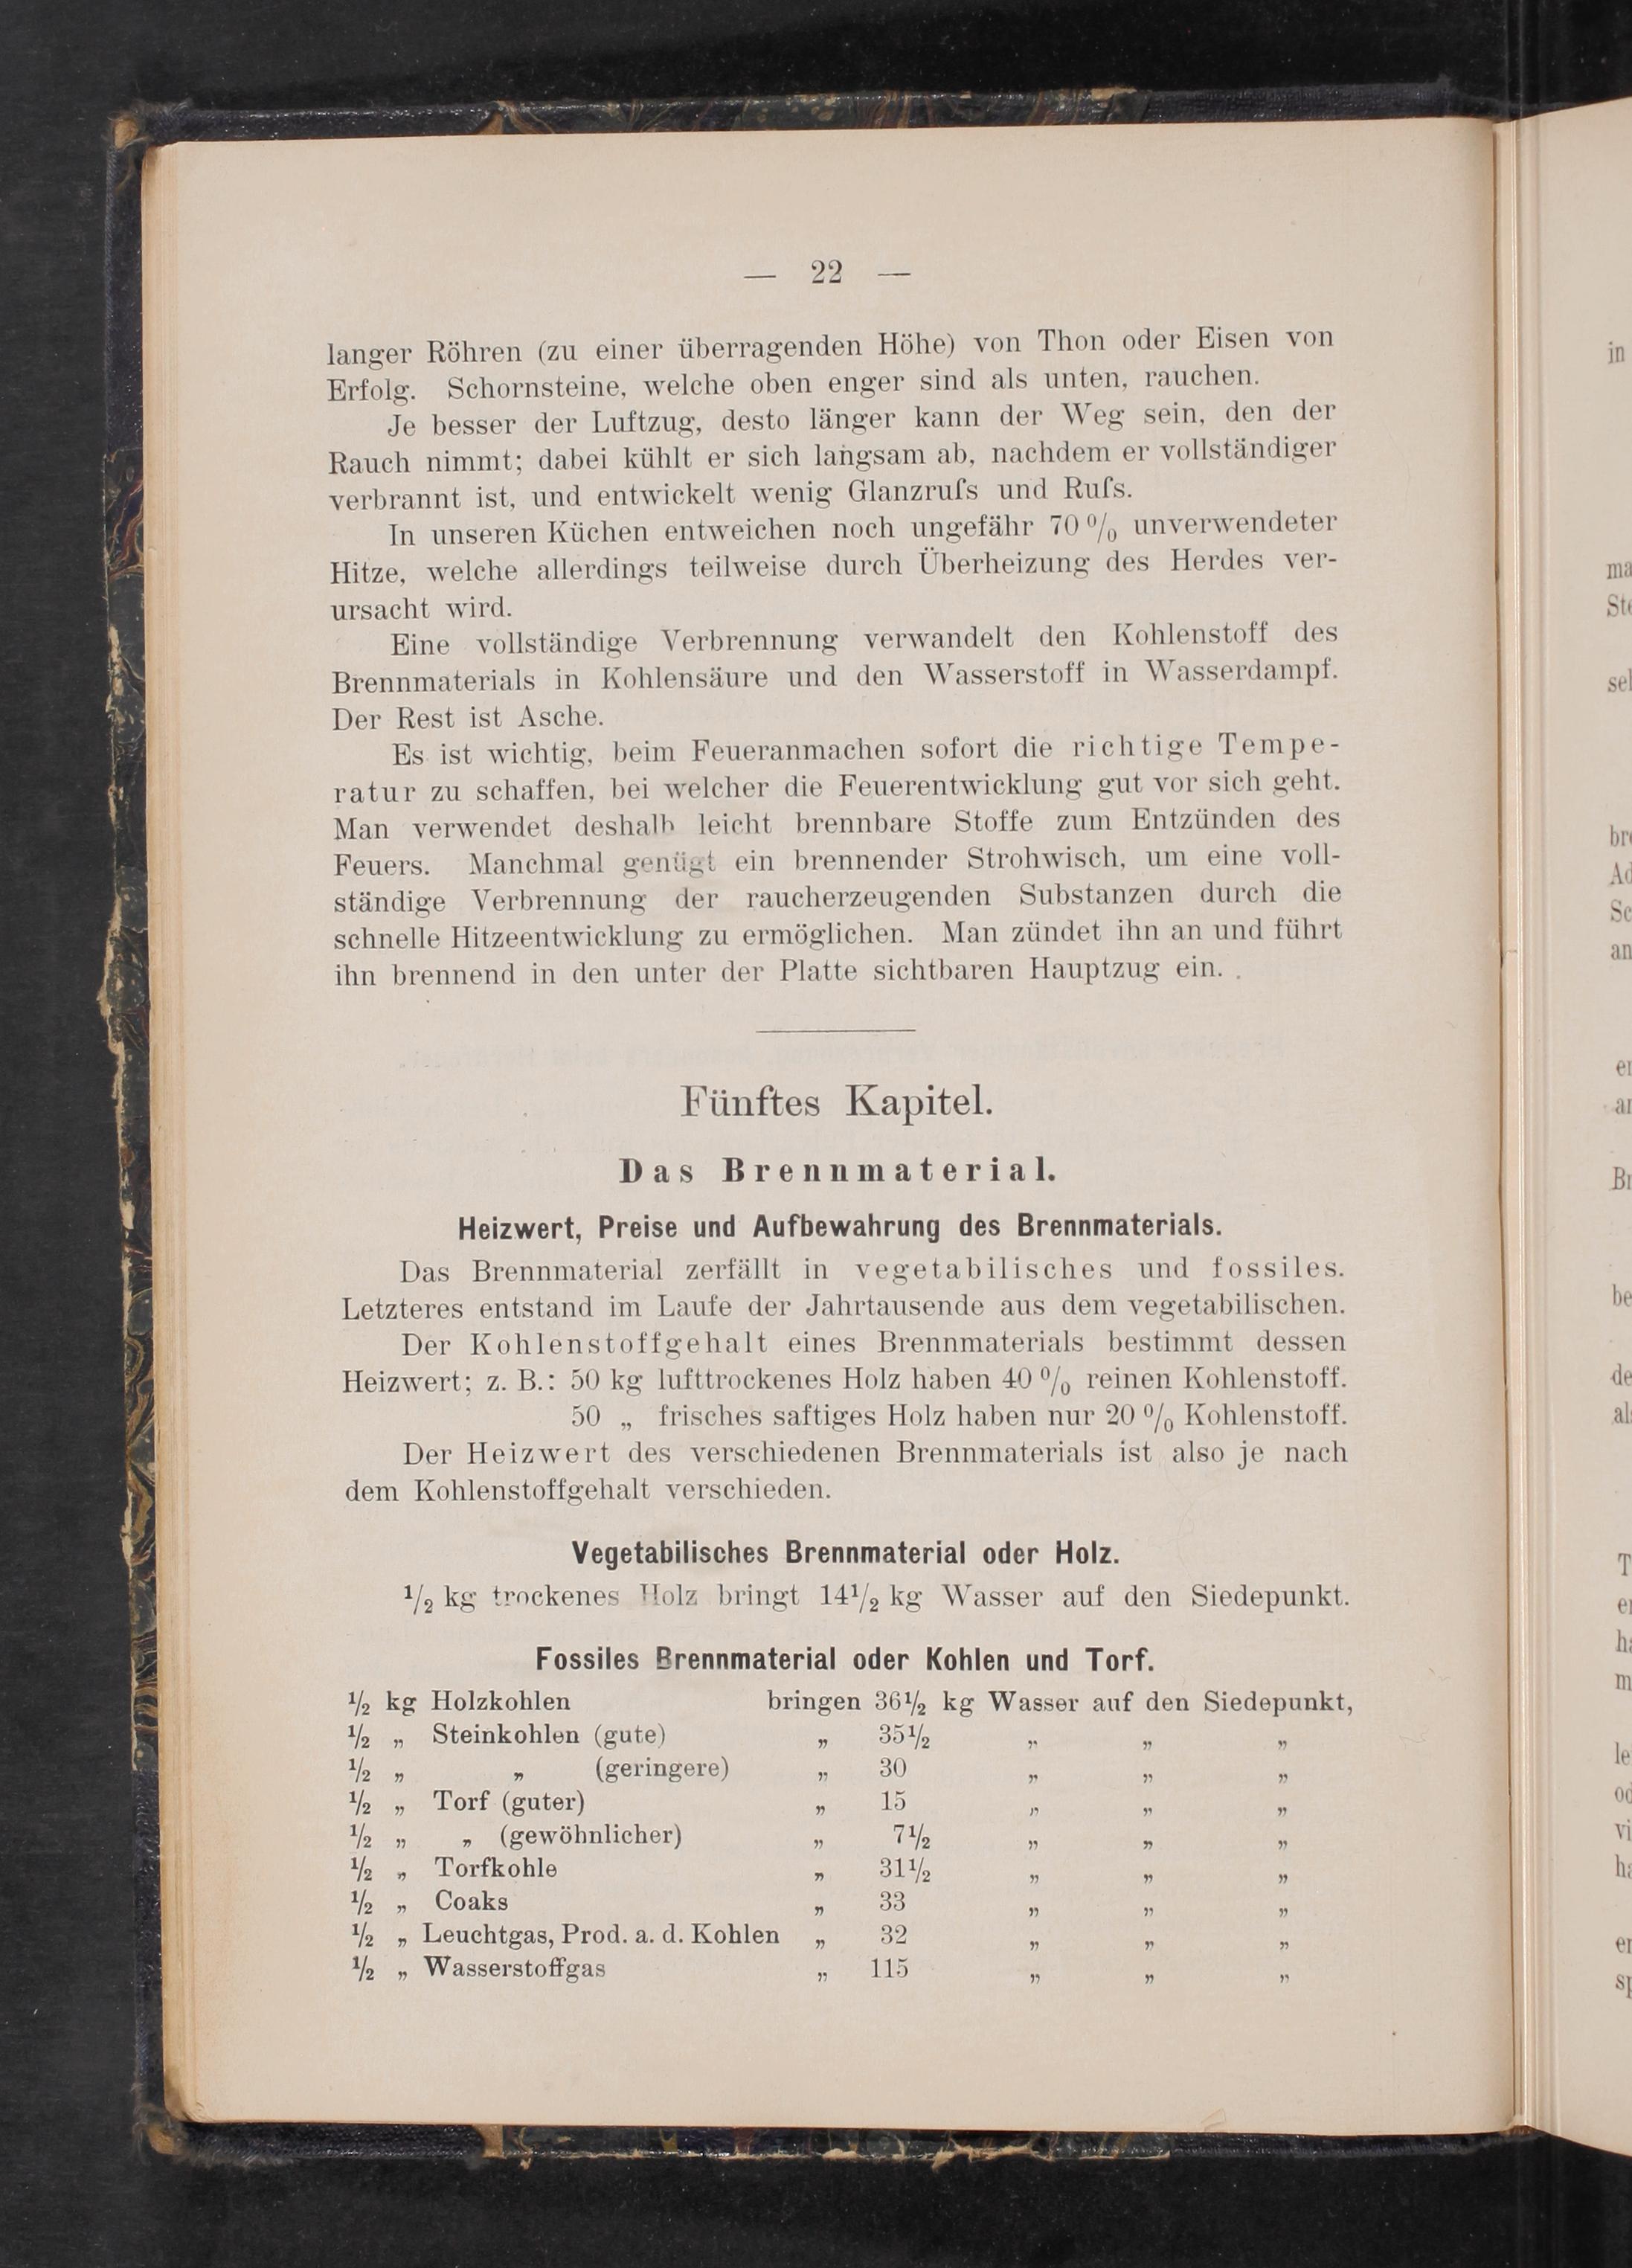 — 22 —
langer Röhren (zu einer überragenden Höhe) von Thon oder Eisen von
Erfolg. Schornsteine, welche oben enger sind als unten, rauchen.
Je besser der Luftzug, desto länger kann der Weg sein, den der
Rauch nimmt; dabei kühlt er sich langsam ab, nachdem er vollständiger
verbrannt ist, und entwickelt wenig Glanzruſs und Ruſs.
In unseren Küchen entweichen noch ungefähr 70 % unverwendeter
Hitze, welche allerdings teilweise durch Überheizung des Herdes ver-
ursacht wird.
Eine vollständige Verbrennung verwandelt den Kohlenstoff des
Brennmaterials in Kohlensäure und den Wasserstoff in Wasserdampf.
Der Rest ist Asche.
Es ist wichtig, beim Feueranmachen sofort die richtige Tempe-
ratur zu schaffen, bei welcher die Feuerentwicklung gut vor sich geht.
Man verwendet deshalb leicht brennbare Stoffe zum Entzünden des
Feuers. Manchmal genügt ein brennender Strohwisch, um eine voll-
ständige Verbrennung der raucherzeugenden Substanzen durch die
schnelle Hitzeentwicklung zu ermöglichen. Man zündet ihn an und führt
ihn brennend in den unter der Platte sichtbaren Hauptzug ein.
Fünftes Kapitel.
Das Brennmaterial.
Heizwert, Preise und Aufbewahrung des Brennmaterials.
Das Brennmaterial zerfällt in vegetabilisches und fossiles.
Letzteres entstand im Laufe der Jahrtausende aus dem vegetabilischen.
Der Kohlenstoffgehalt eines Brennmaterials bestimmt dessen
Heizwert; z. B.: 50 kg lufttrockenes Holz haben 40 % reinen Kohlenstoff.
50 „ frisches saftiges Holz haben nur 20 % Kohlenstoff.
Der Heizwert des verschiedenen Brennmaterials ist also je nach
dem Kohlenstoffgehalt verschieden.
Vegetabilisches Brennmaterial oder Holz.
1/2 kg trockenes Holz bringt 14 1/2 kg Wasser auf den Siedepunkt.
Fossiles Brennmaterial oder Kohlen und Torf.
1/2 kg Holzkohlen bringen 36 1/2 kg Wasser auf den Siedepunkt,
1/2 „ Steinkohlen (gute) „ 35 1/2 „ „ „
1/2 „ „ (geringere) „ 30 „ „ „
1/2 „ Torf (guter) „ 15 „ „ „
1/2 „ „ (gewöhnlicher) „ 7 1/2 „ „ „
1/2 „ Torfkohle „ 31 1/2 „ „ „
1/2 „ Coaks „ 33 „ „ „
1/2 „ Leuchtgas, Prod. a. d. Kohlen „ 32 „ „ „
1/2 „ Wasserstoffgas „ 115 „ „ „